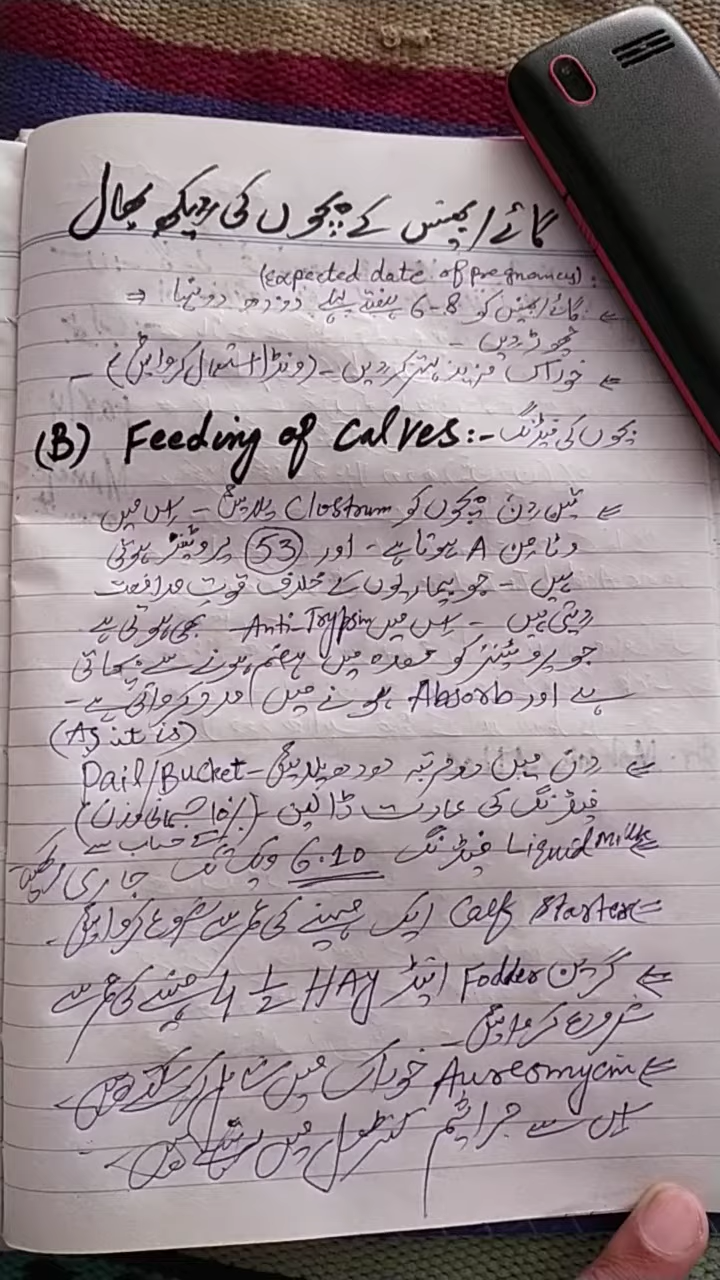 گائے / بھینس کے بچوں کی دیکھ بھال
(expected date of pregnancy):
گائے / بھینس کو 8-6 ہفتے پہلے دودھ دوہنا ⇐
چھوڑ دیں -
⇐ خوراک مزید بہتر کر دیں - (ونڈا استعمال کروائیں) -
(B) Feeding of Calves:- بچوں کی فیڈنگ
⇐ تین دن بچوں کو Clostrum پلائیں - اس میں
وٹامن A ہوتا ہے - اور (53) پروٹینز ہوتی
ہیں - جو بیماریوں کے خلاف قوت مدافعت
دیتی ہیں - اس میں Anti-Trypsin بھی ہوتی ہے
جو پروٹینز کو معدہ میں ہضم ہونے سے بچاتی
ہے اور Absorb ہونے میں مدد کرواتی ہے -
(As it is)
⇐ دن میں دو مرتبہ دودھ پلائیں - Pail/Bucket
فیڈنگ کی عادت ڈالیں - (10% جسمانی وزن)
کے حساب سے
⇐ Liquid milk فیڈنگ 6-10 ویک تک جاری رکھیں
⇐ Calf Starter ایک مہینے کی عمر سے شروع کروائیں -
⇐ گرین Fodder اینڈ HAY 4 ½ مہینے کی عمر سے
شروع کروائیں -
⇐ Aureomycin خوراک میں شامل کر سکتے ہیں -
اس سے جراثیم کنٹرول میں رہتے ہیں -